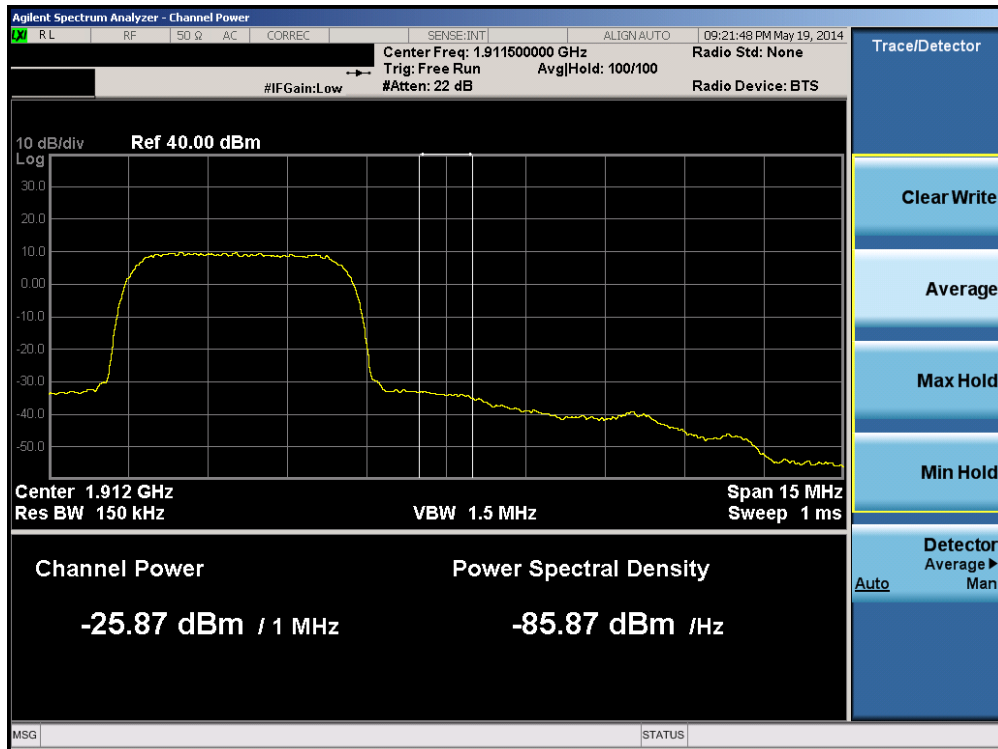 Agilent Spectrum Analyzer - Channel Power
LXI RL RF 50 Ω AC CORREC SENSE:INT ALIGN AUTO 09:21:48 PM May 19, 2014
Center Freq: 1.911500000 GHz Radio Std: None
Trig: Free Run Avg|Hold: 100/100
#IFGain:Low #Atten: 22 dB Radio Device: BTS
10 dB/div Ref 40.00 dBm
Log
30.0
20.0
10.0
0.00
-10.0
-20.0
-30.0
-40.0
-50.0
Center 1.912 GHz Span 15 MHz
Res BW 150 kHz VBW 1.5 MHz Sweep 1 ms
Channel Power Power Spectral Density
-25.87 dBm / 1 MHz -85.87 dBm /Hz
MSG STATUS
Trace/Detector
Clear Write
Average
Max Hold
Min Hold
Detector
Average▶
Auto Man